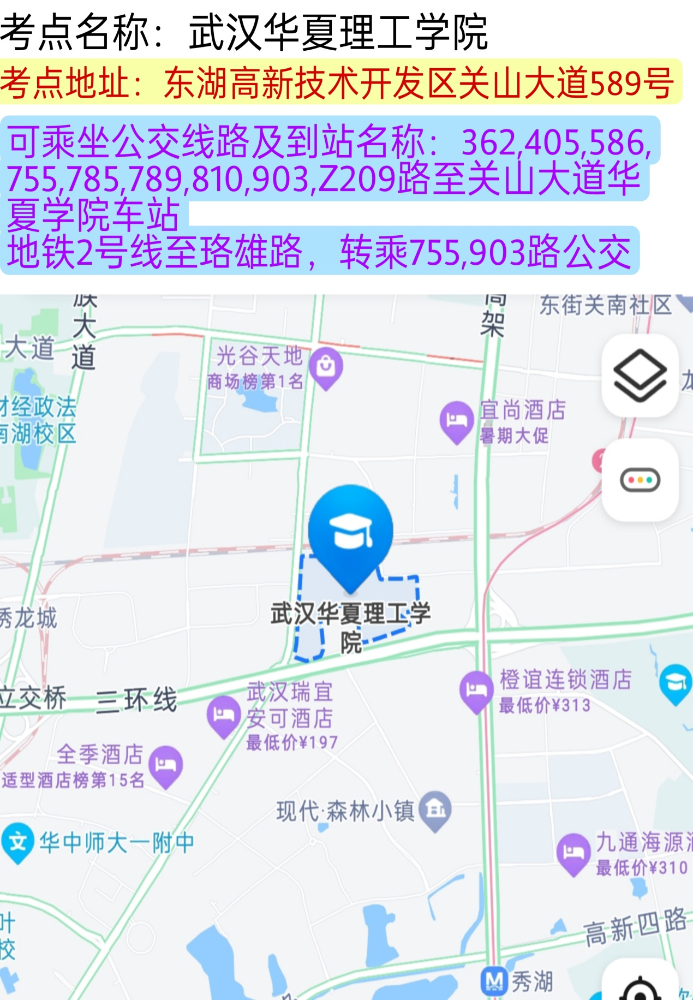 考点名称：武汉华夏理工学院
考点地址：东湖高新技术开发区关山大道589号
可乘坐公交线路及到站名称：362,405,586,
755,785,789,810,903,Z209路至关山大道华
夏学院车站
地铁2号线至珞雄路，转乘755,903路公交
族大道
高架
东街关南社区
大道
光谷天地
商场榜第1名
龙
财经政法
南湖校区
宜尚酒店
暑期大促
2
武汉华夏理工学
院
秀龙城
立交桥
三环线
武汉瑞宜
安可酒店
最低价¥197
橙谊连锁酒店
最低价¥313
全季酒店
适型酒店榜第15名
现代·森林小镇
文
华中师大一附中
九通海源酒
最低价¥310
叶
校
高新四路
秀湖